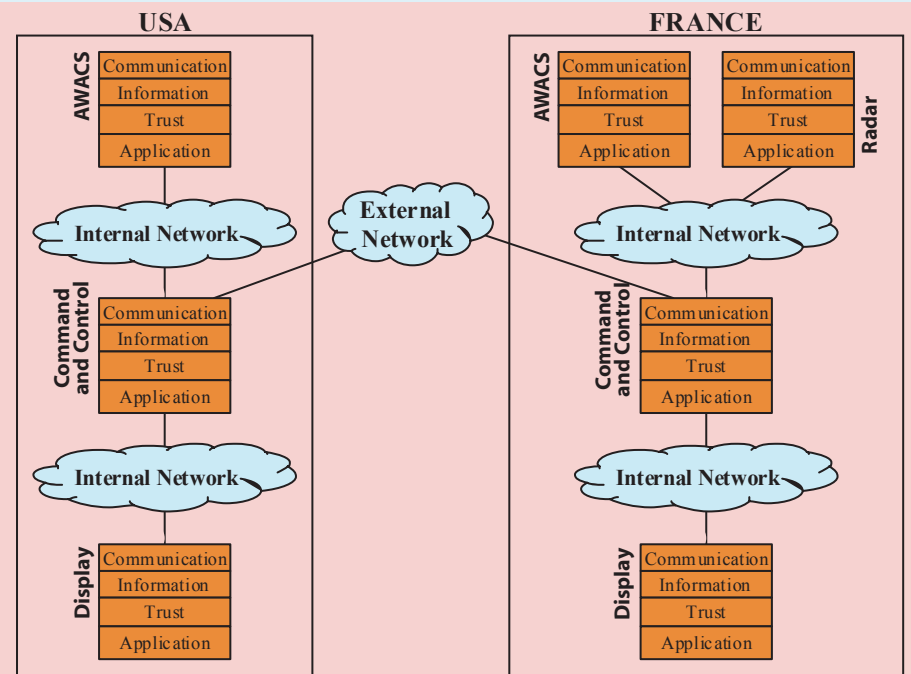 USA
AWACS
Communication
Information
Trust
Application
Internal Network
Command
and Control
Communication
Information
Trust
Application
Internal Network
Display
Communication
Information
Trust
Application
External
Network
FRANCE
AWACS
Communication
Information
Trust
Application
Communication
Information
Trust
Application
Radar
Internal Network
Command
and Control
Communication
Information
Trust
Application
Internal Network
Display
Communication
Information
Trust
Application